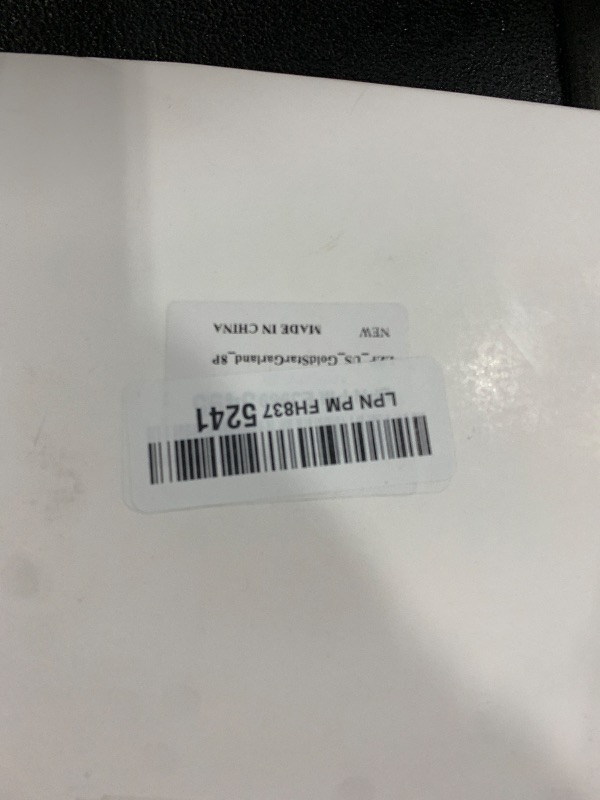 LPN PM FH837 5241
US_GoldStarGarland_8P
NEW MADE IN CHINA